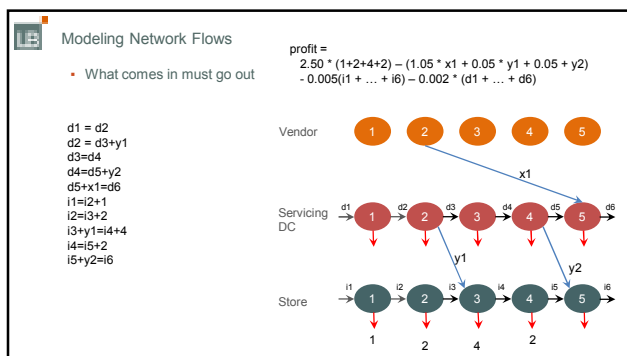 LB
Modeling Network Flows
▪ What comes in must go out
profit =
2.50 * (1+2+4+2) – (1.05 * x1 + 0.05 * y1 + 0.05 + y2)
- 0.005(i1 + … + i6) – 0.002 * (d1 + … + d6)
d1 = d2
d2 = d3+y1
d3=d4
d4=d5+y2
d5+x1=d6
i1=i2+1
i2=i3+2
i3+y1=i4+4
i4=i5+2
i5+y2=i6
Vendor 1 2 3 4 5
x1
Servicing
DC
d1 1 d2 2 d3 3 d4 4 d5 5 d6
y1 y2
Store i1 1 i2 2 i3 3 i4 4 i5 5 i6
1 2 4 2